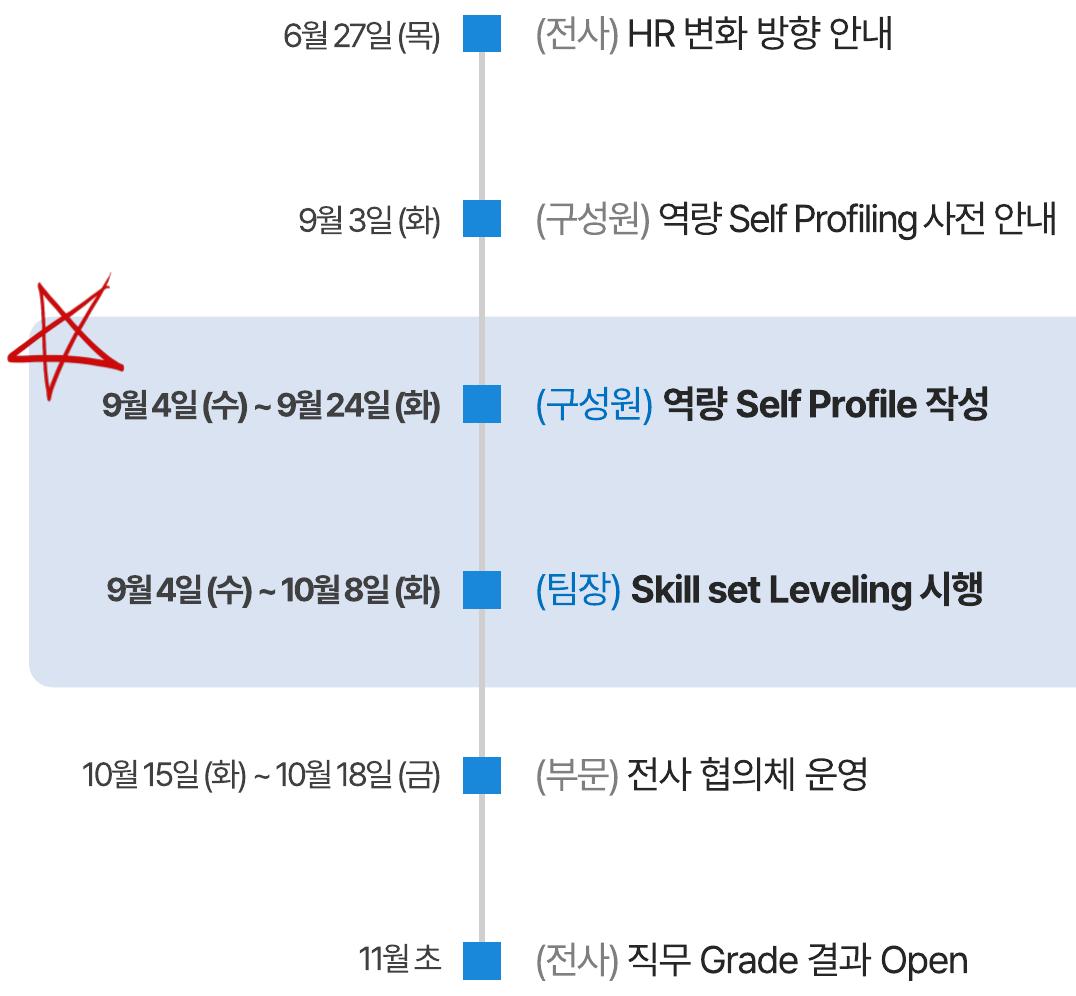 6월 27일 (목) (전사) HR 변화 방향 안내
9월 3일 (화) (구성원) 역량 Self Profiling 사전 안내
9월 4일 (수) ~ 9월 24일 (화) (구성원) 역량 Self Profile 작성
9월 4일 (수) ~ 10월 8일 (화) (팀장) Skill set Leveling 시행
10월 15일 (화) ~ 10월 18일 (금) (부문) 전사 협의체 운영
11월 초 (전사) 직무 Grade 결과 Open